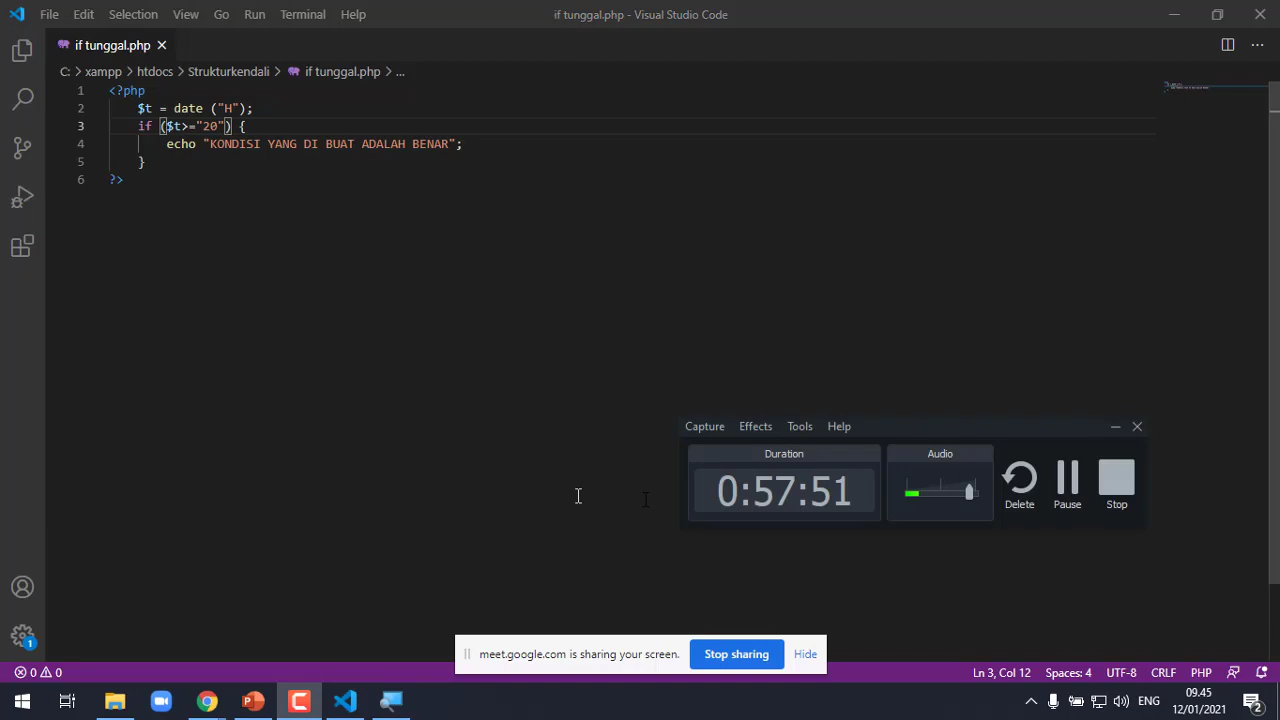 File Edit Selection View Go Run Terminal Help if tunggal.php - Visual Studio Code
if tunggal.php
C: > xampp > htdocs > Strukturkendali > if tunggal.php > ...
1 <?php
2 $t = date ("H");
3 if ($t>="20") {
4 echo "KONDISI YANG DI BUAT ADALAH BENAR";
5 }
6 ?>
Capture Effects Tools Help
Duration Audio
0:57:51
Delete Pause Stop
meet.google.com is sharing your screen. Stop sharing Hide
1
0 0 Ln 3, Col 12 Spaces: 4 UTF-8 CRLF PHP
ENG 09.45
12/01/2021 2